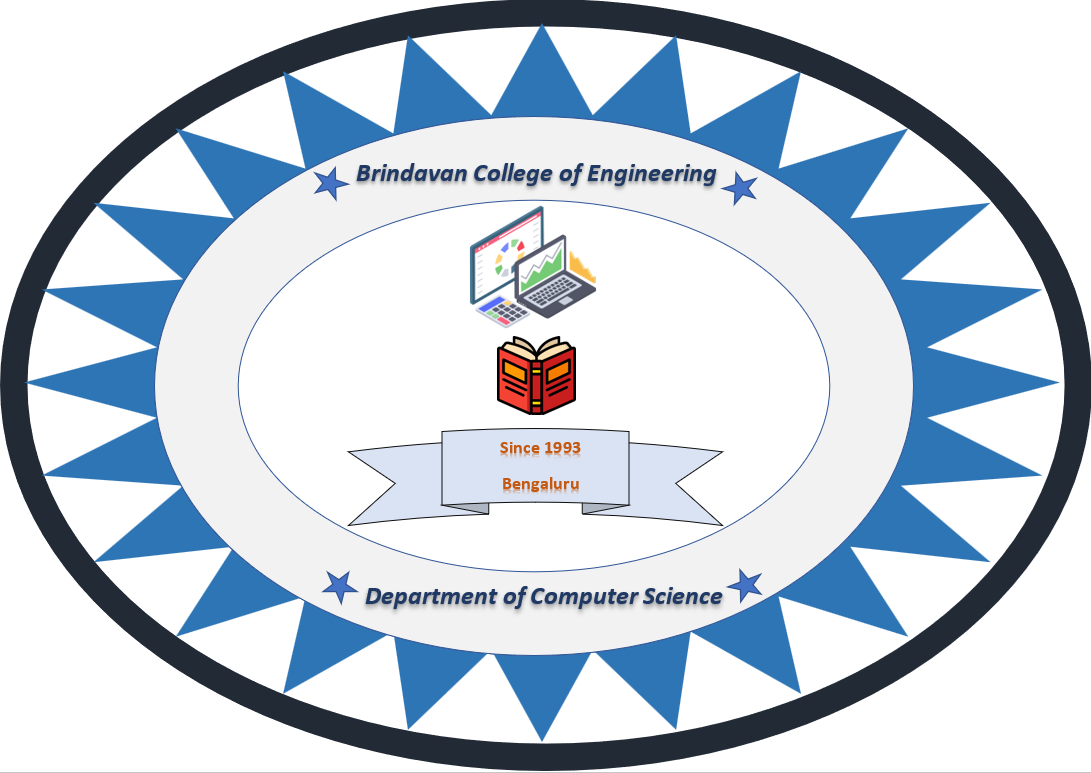 Brindavan College of Engineering
Since 1993
Bengaluru
Department of Computer Science